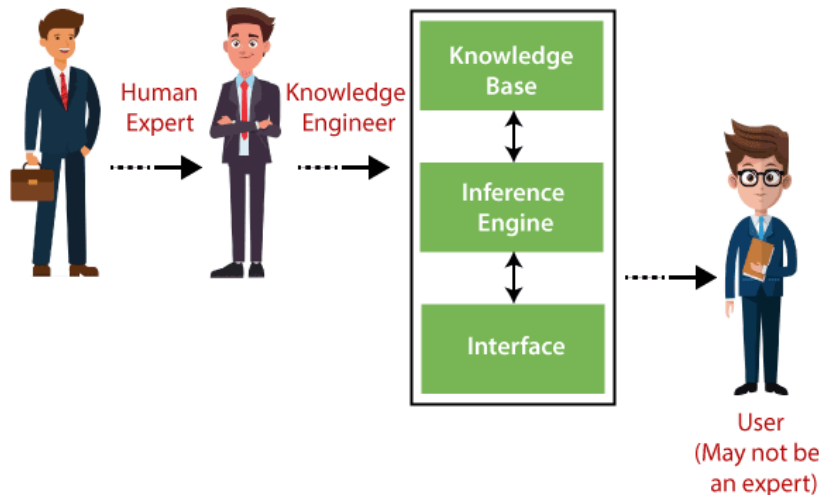 Human
Expert
Knowledge
Engineer
Knowledge
Base
Inference
Engine
Interface
User
(May not be
an expert)